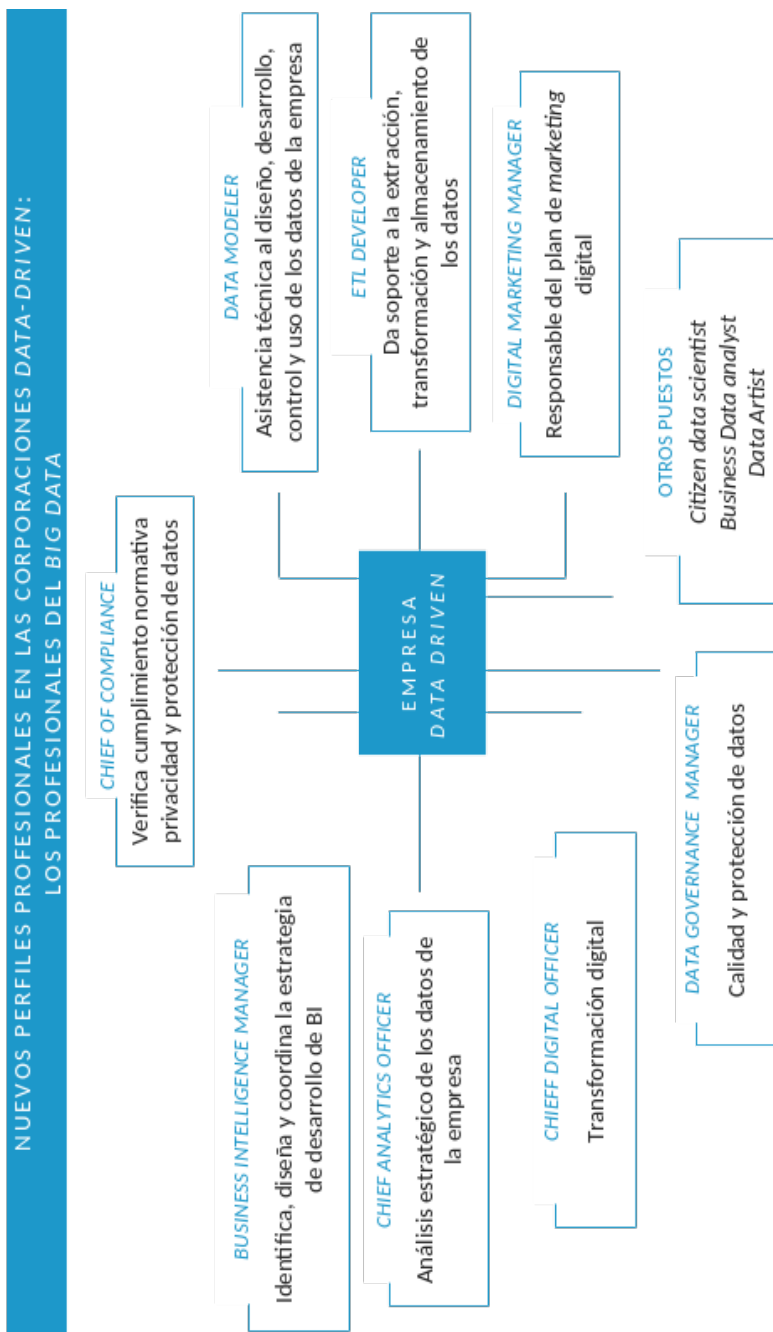 NUEVOS PERFILES PROFESIONALES EN LAS CORPORACIONES DATA-DRIVEN:
LOS PROFESIONALES DEL BIG DATA
CHIEF OF COMPLIANCE
Verifica cumplimiento normativa
privacidad y protección de datos
BUSINESS INTELLIGENCE MANAGER
Identifica, diseña y coordina la estrategia
de desarrollo de BI
DATA MODELER
Asistencia técnica al diseño, desarrollo,
control y uso de los datos de la empresa
CHIEF ANALYTICS OFFICER
Análisis estratégico de los datos de
la empresa
EMPRESA
DATA DRIVEN
ETL DEVELOPER
Da soporte a la extracción,
transformación y almacenamiento de
los datos
CHIEFF DIGITAL OFFICER
Transformación digital
DIGITAL MARKETING MANAGER
Responsable del plan de marketing
digital
DATA GOVERNANCE MANAGER
Calidad y protección de datos
OTROS PUESTOS
Citizen data scientist
Business Data analyst
Data Artist